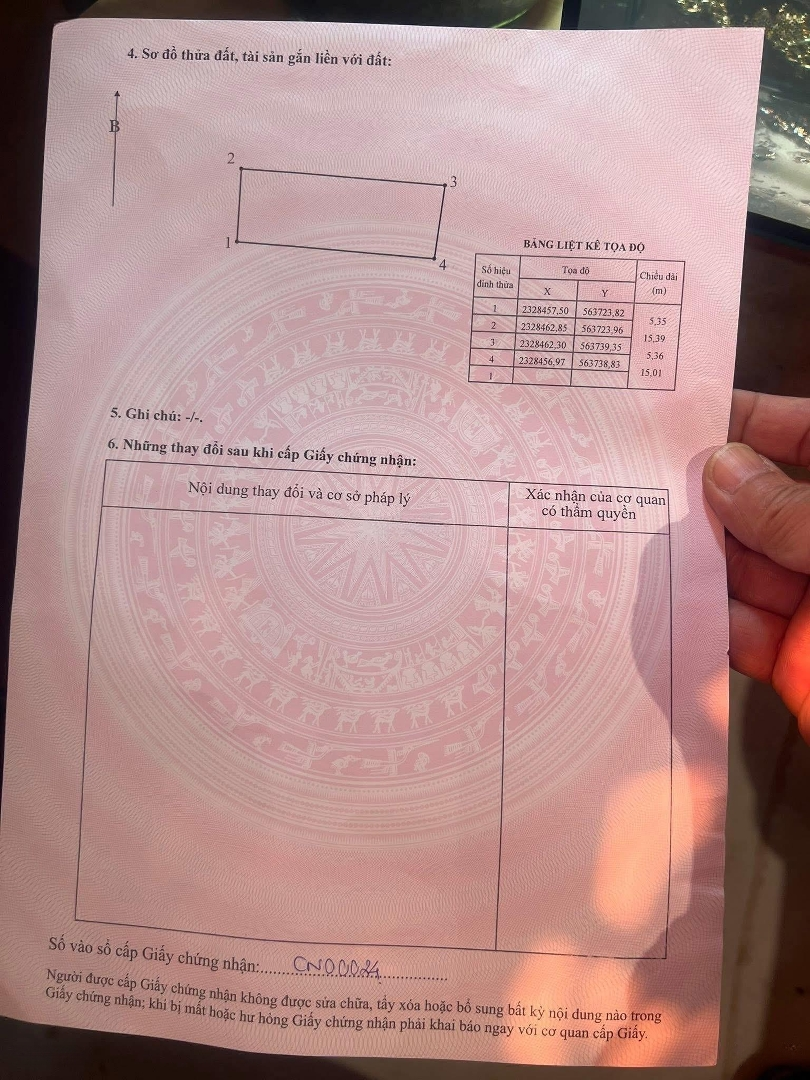 4. Sơ đồ thửa đất, tài sản gắn liền với đất:
B
2
3
1
4
BẢNG LIỆT KÊ TỌA ĐỘ
Số hiệu đỉnh thửa
Tọa độ
Chiều dài (m)
X Y
1 2328457,50 563723,82
5,35
2 2328462,85 563723,96
15,39
3 2328462,30 563739,35
5,36
4 2328456,97 563738,83
15,01
1
5. Ghi chú: -/-.
6. Những thay đổi sau khi cấp Giấy chứng nhận:
Nội dung thay đổi và cơ sở pháp lý
Xác nhận của cơ quan
có thẩm quyền
Số vào sổ cấp Giấy chứng nhận: CN00024
Người được cấp Giấy chứng nhận không được sửa chữa, tẩy xóa hoặc bổ sung bất kỳ nội dung nào trong
Giấy chứng nhận; khi bị mất hoặc hư hỏng Giấy chứng nhận phải khai báo ngay với cơ quan cấp Giấy.